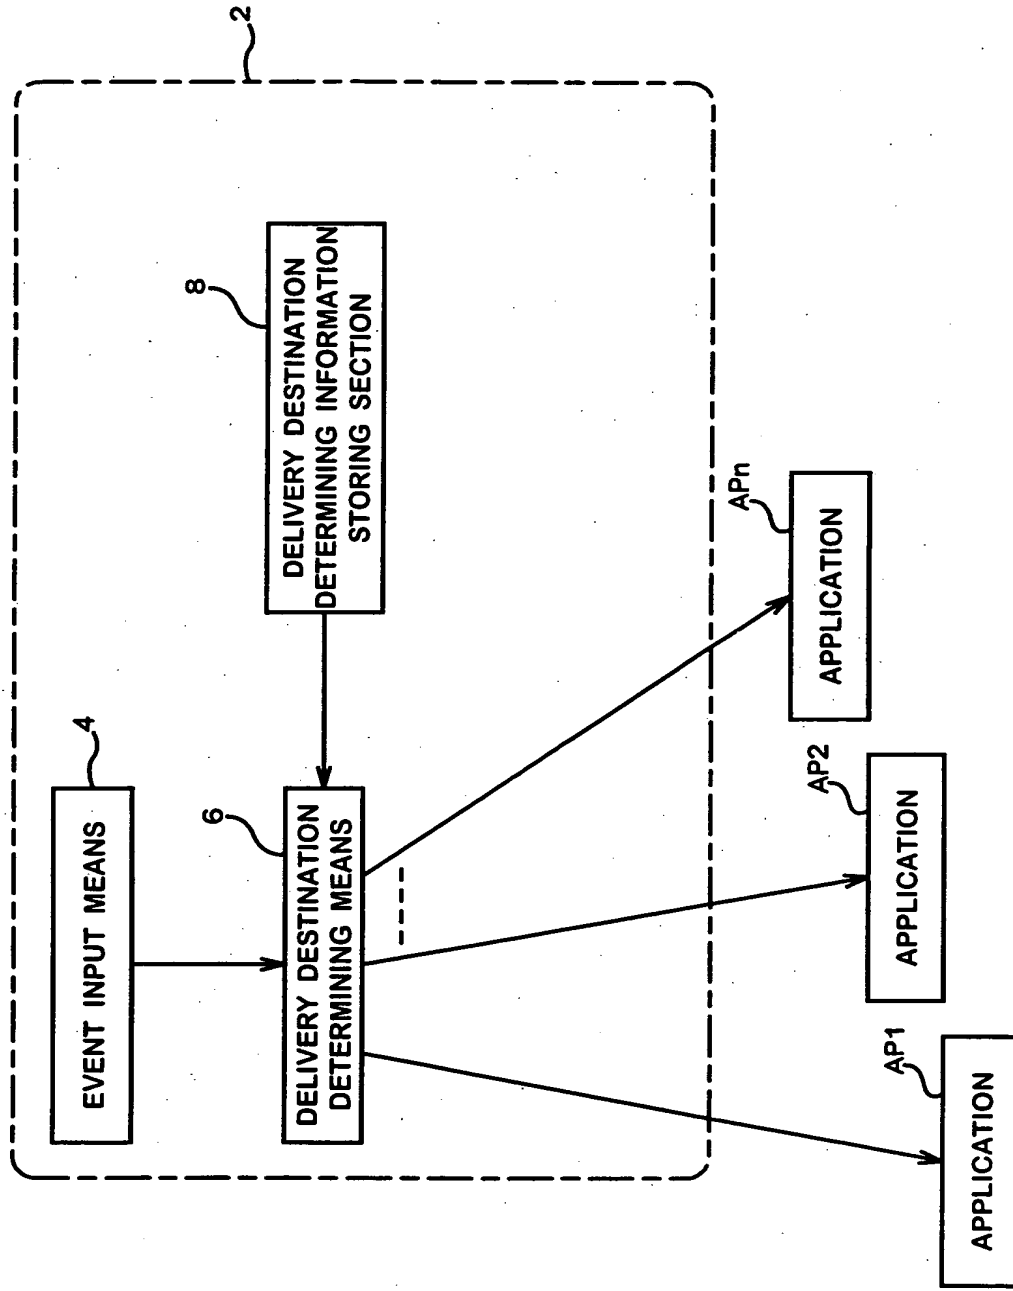 2
4
EVENT INPUT MEANS
6
DELIVERY DESTINATION
DETERMINING MEANS
8
DELIVERY DESTINATION
DETERMINING INFORMATION
STORING SECTION
AP1
APPLICATION
AP2
APPLICATION
APn
APPLICATION